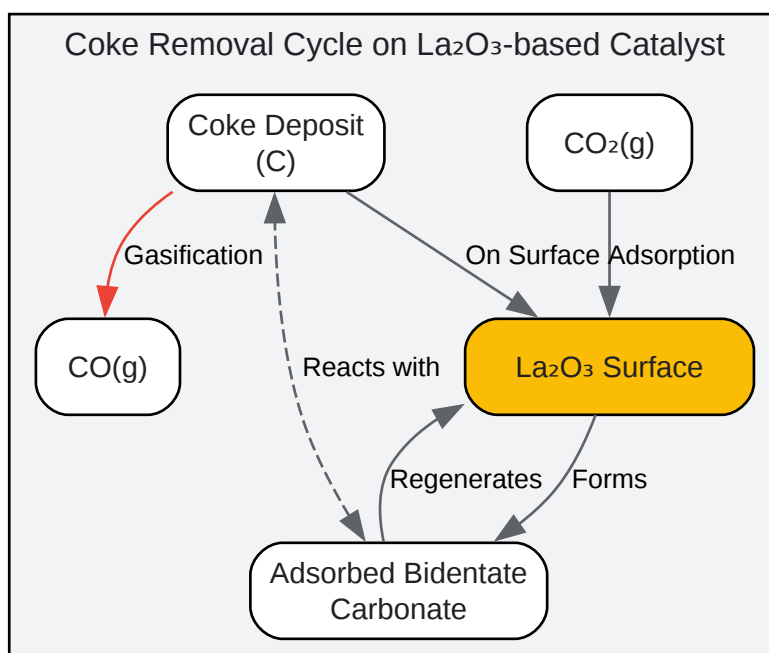 Coke Removal Cycle on La₂O₃-based Catalyst
Coke Deposit
(C)
CO₂(g)
Gasification
On Surface
Adsorption
CO(g)
Reacts with
La₂O₃ Surface
Regenerates
Forms
Adsorbed Bidentate
Carbonate